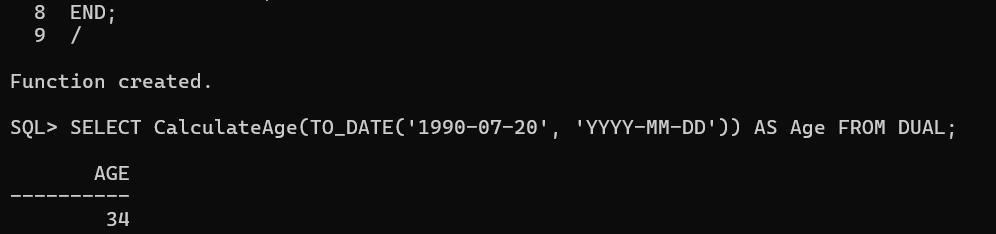 8 END;
9 /
Function created.
SQL> SELECT CalculateAge(TO_DATE('1990-07-20', 'YYYY-MM-DD')) AS Age FROM DUAL;
AGE
----------
34